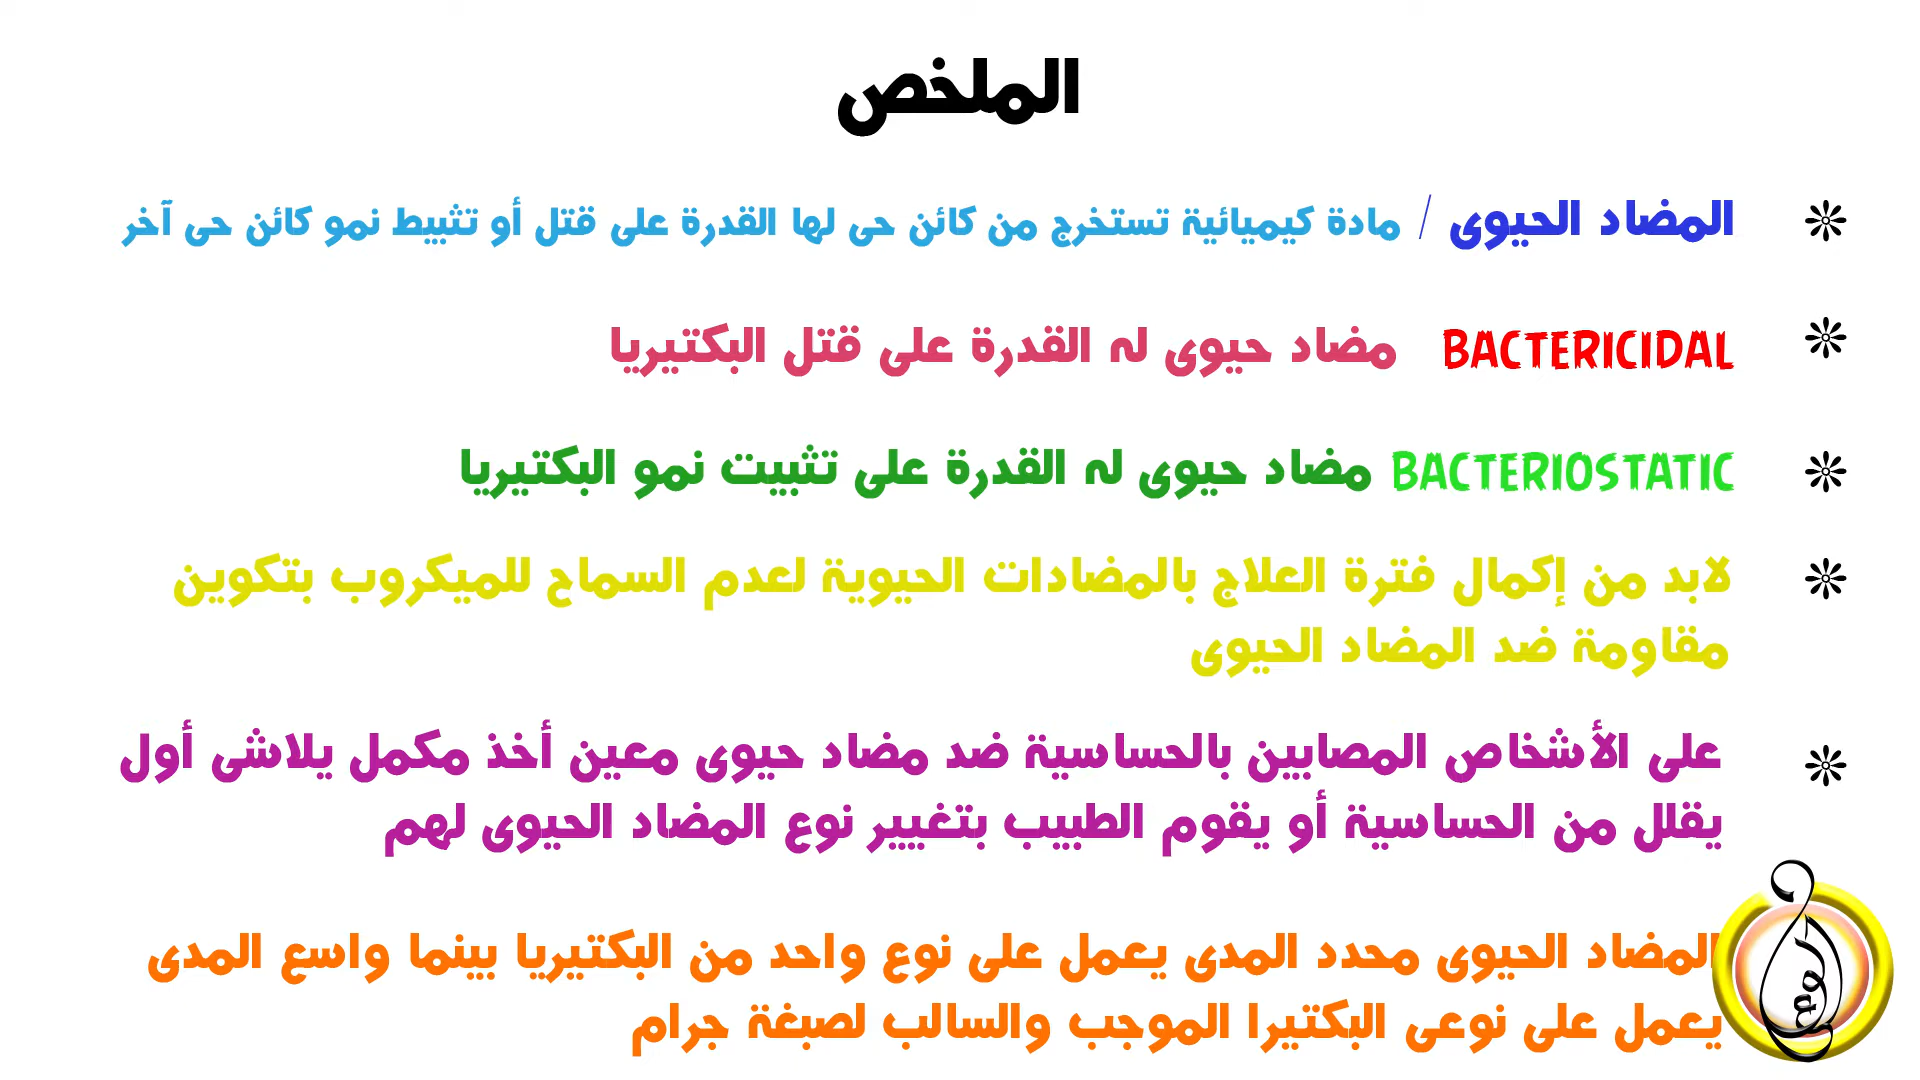 الملخص
المضاد الحيوى / مادة كيميائية تستخرج من كائن حى لها القدرة على قتل أو تثبيط نمو كائن حى آخر
BACTERICIDAL مضاد حيوى له القدرة على قتل البكتيريا
BACTERIOSTATIC مضاد حيوى له القدرة على تثبيت نمو البكتيريا
لابد من إكمال فترة العلاج بالمضادات الحيوية لعدم السماح للميكروب بتكوين
مقاومة ضد المضاد الحيوى
على الأشخاص المصابين بالحساسية ضد مضاد حيوى معين أخذ مكمل يلاشى أول
يقلل من الحساسية أو يقوم الطبيب بتغيير نوع المضاد الحيوى لهم
المضاد الحيوى محدد المدى يعمل على نوع واحد من البكتيريا بينما واسع المدى
يعمل على نوعى البكتيرا الموجب والسالب لصبغة جرام